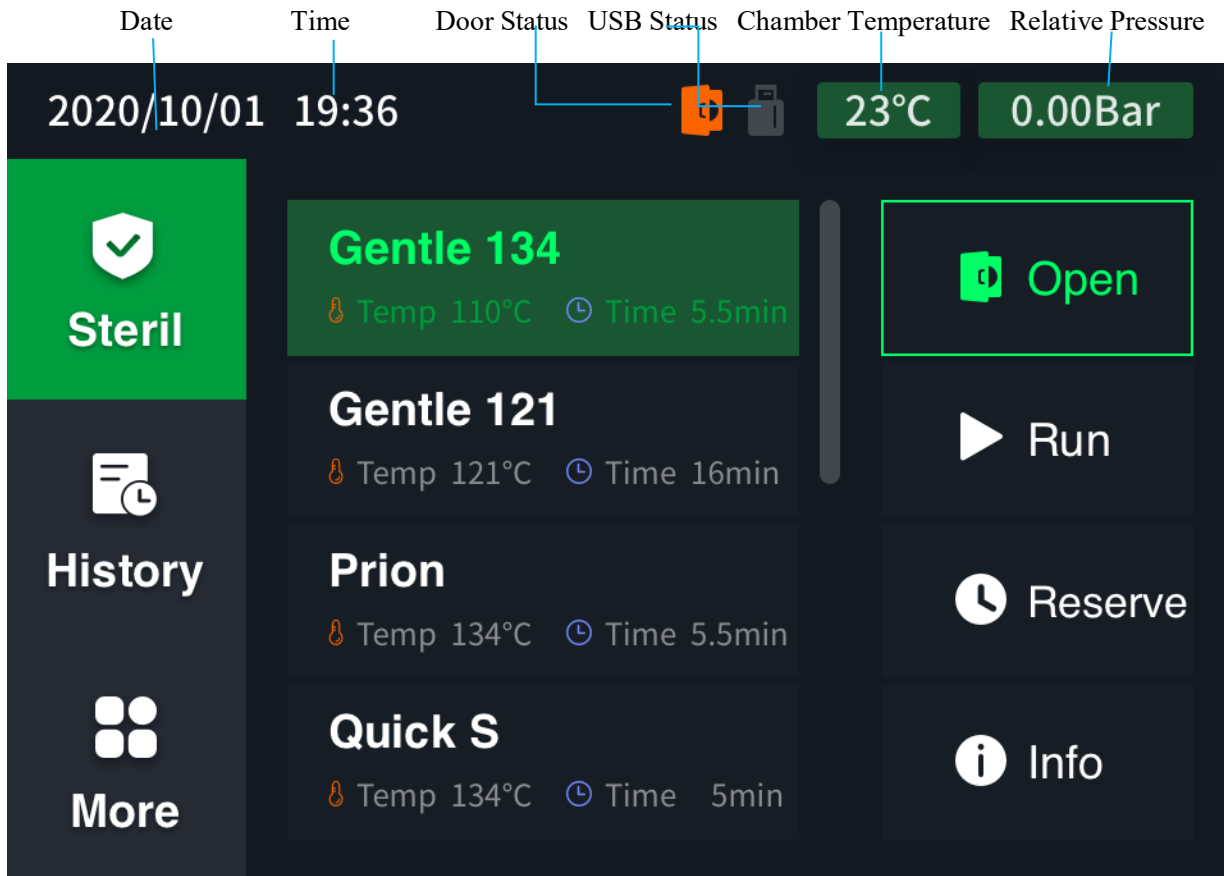 Date Time Door Status USB Status Chamber Temperature Relative Pressure
2020/10/01 19:36 23°C 0.00Bar
Steril
History
More
Gentle 134
Temp 110°C Time 5.5min
Gentle 121
Temp 121°C Time 16min
Prion
Temp 134°C Time 5.5min
Quick S
Temp 134°C Time 5min
Open
Run
Reserve
Info